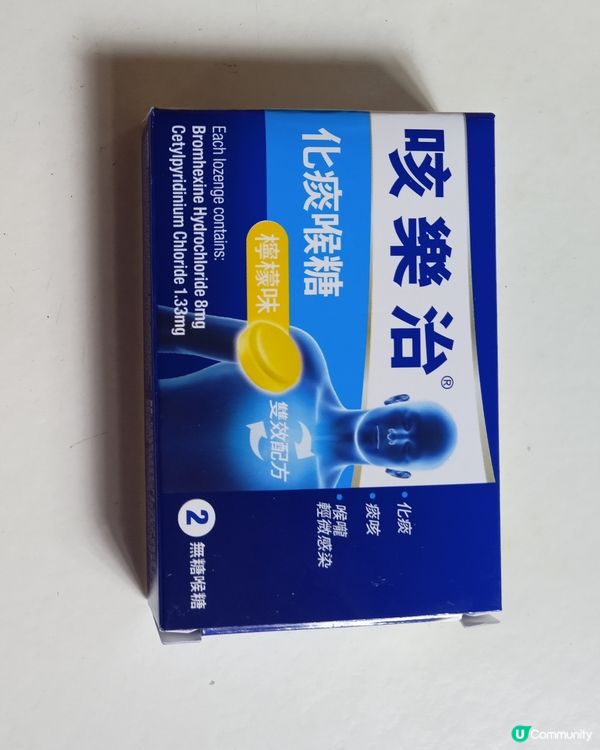 咳樂治®
化痰喉糖
檸檬味
Each lozenge contains:
Bromhexine Hydrochloride 8mg
Cetylpyridinium Chloride 1.33mg
雙效配方
• 化痰
• 痰咳
• 喉嚨
輕微感染
2 無糖喉糖
U Community